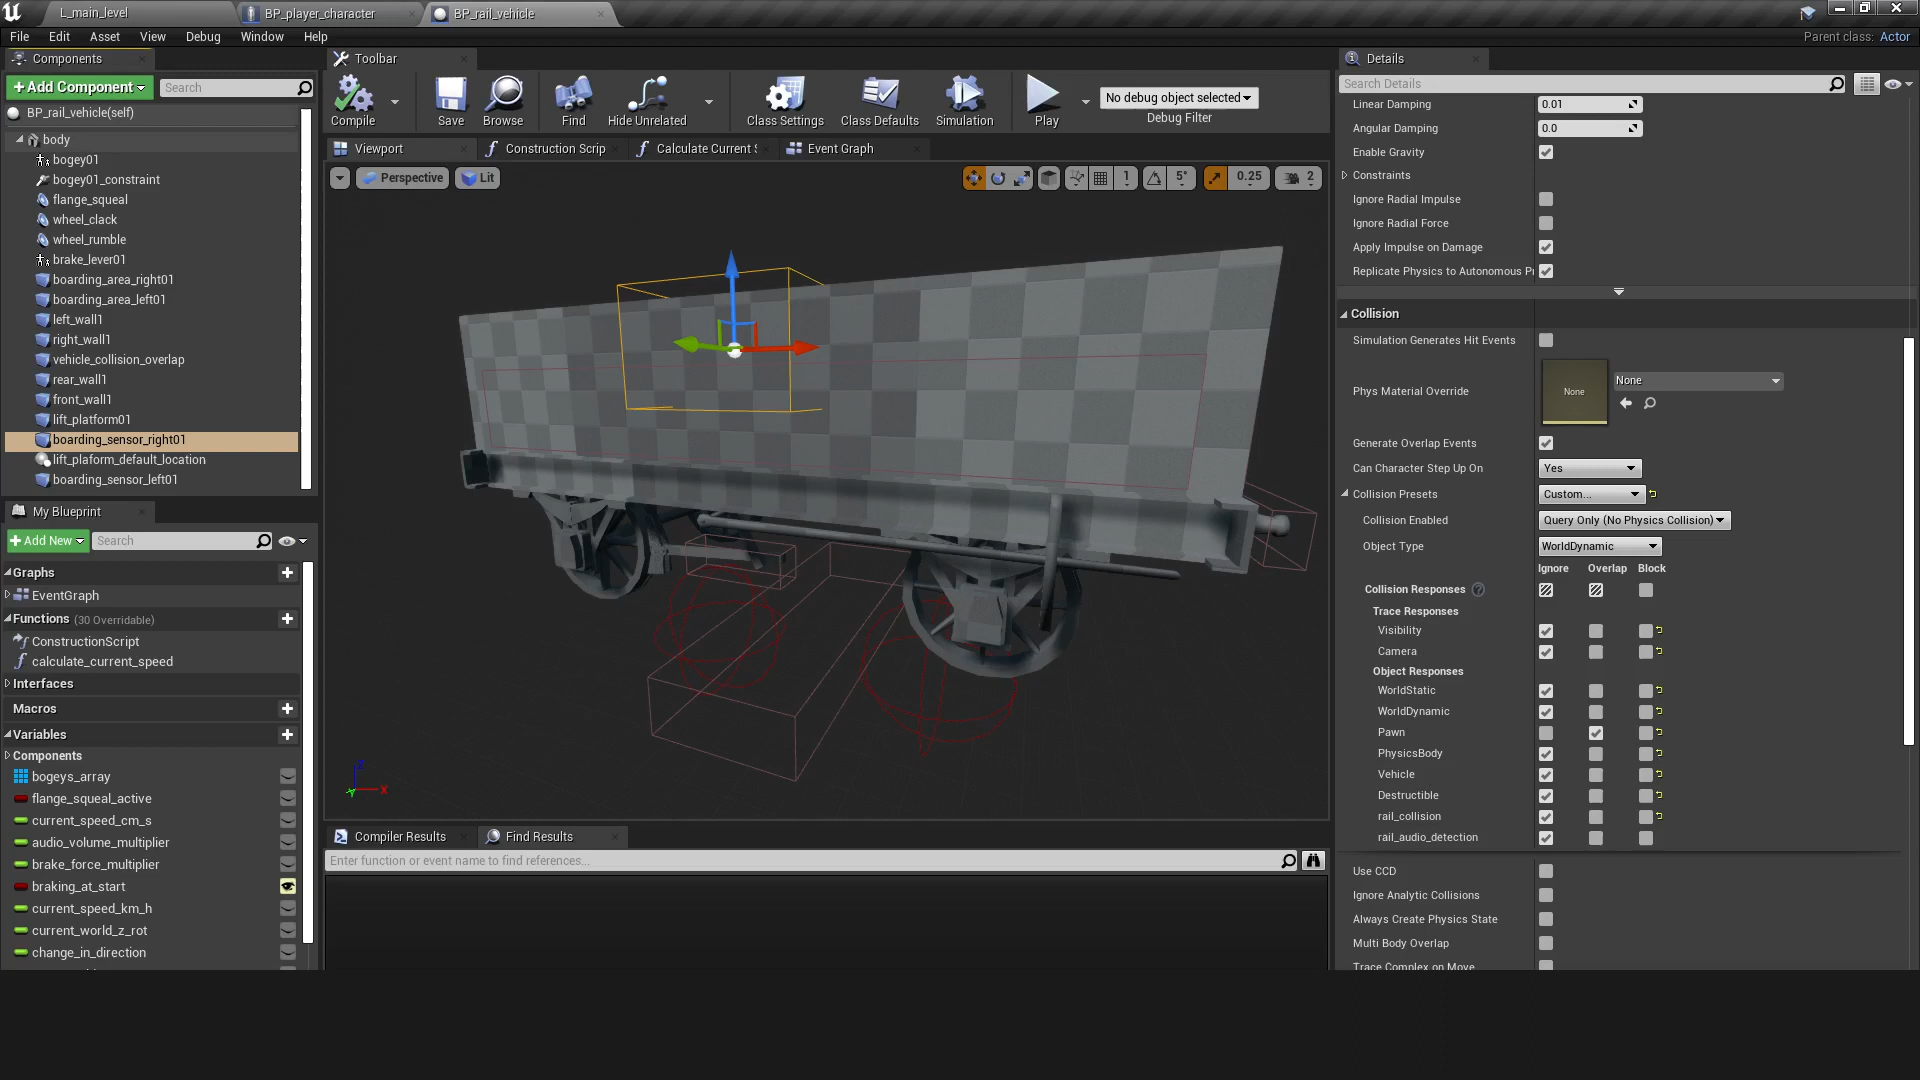 L_main_level
BP_player_character
BP_rail_vehicle
File
Edit
Asset
View
Debug
Window
Help
Parent class: Actor
Components
+Add Component
Search
BP_rail_vehicle(self)
body
bogey01
bogey01_constraint
flange_squeal
wheel_clack
wheel_rumble
brake_lever01
boarding_area_right01
boarding_area_left01
left_wall1
right_wall1
vehicle_collision_overlap
rear_wall1
front_wall1
lift_platform01
boarding_sensor_right01
lift_plaform_default_location
boarding_sensor_left01
My Blueprint
+Add New
Search
Graphs
EventGraph
Functions (30 Overridable)
ConstructionScript
calculate_current_speed
Interfaces
Macros
Variables
Components
bogeys_array
flange_squeal_active
current_speed_cm_s
audio_volume_multiplier
brake_force_multiplier
braking_at_start
current_speed_km_h
current_world_z_rot
change_in_direction
Toolbar
Compile
Save
Browse
Find
Hide Unrelated
Class Settings
Class Defaults
Simulation
Play
No debug object selected
Debug Filter
Viewport
Construction Scrip
Calculate Current S
Event Graph
Perspective
Lit
1
5°
0.25
2
Z
X
Y
Compiler Results
Find Results
Enter function or event name to find references...
Details
Search Details
Linear Damping
0.01
Angular Damping
0.0
Enable Gravity
Constraints
Ignore Radial Impulse
Ignore Radial Force
Apply Impulse on Damage
Replicate Physics to Autonomous Pr
Collision
Simulation Generates Hit Events
Phys Material Override
None
None
Generate Overlap Events
Can Character Step Up On
Yes
Collision Presets
Custom...
Collision Enabled
Query Only (No Physics Collision)
Object Type
WorldDynamic
Ignore
Overlap
Block
Collision Responses
?
Trace Responses
Visibility
Camera
Object Responses
WorldStatic
WorldDynamic
Pawn
PhysicsBody
Vehicle
Destructible
rail_collision
rail_audio_detection
Use CCD
Ignore Analytic Collisions
Always Create Physics State
Multi Body Overlap
Trace Complex on Move